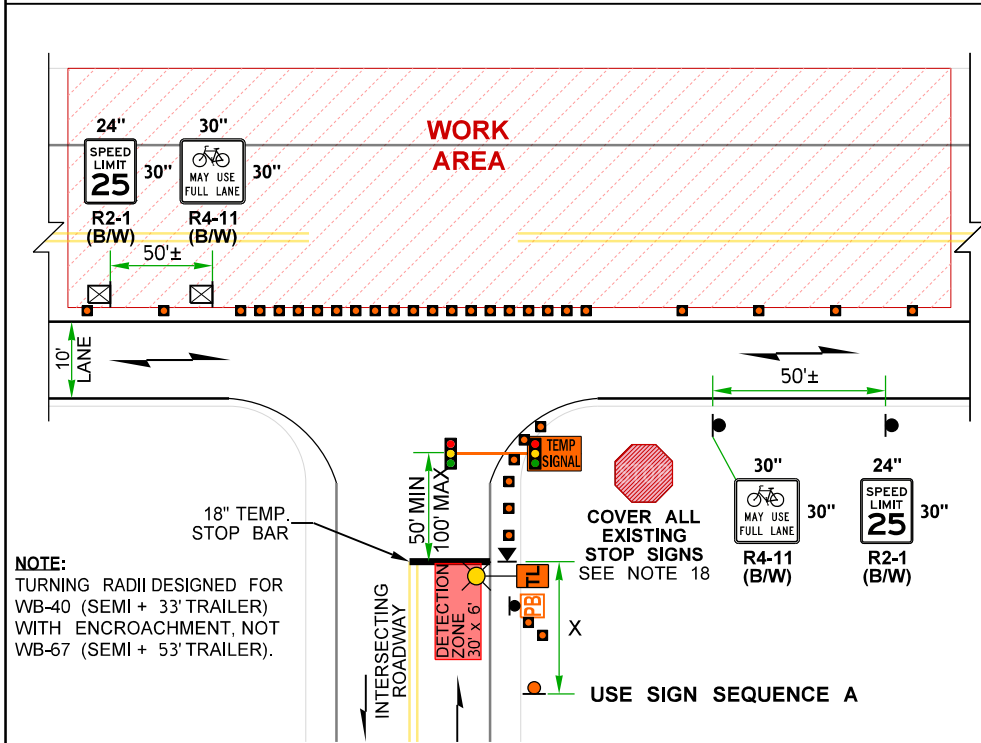 WORK
AREA
24"
30"
SPEED
LIMIT
25
30"
MAY USE
FULL LANE
30"
R2-1
(B/W)
R4-11
(B/W)
50'±
10'
LANE
50'±
TEMP
SIGNAL
50' MIN
100' MAX
STOP
COVER ALL
EXISTING
STOP SIGNS
SEE NOTE 18
30"
MAY USE
FULL LANE
30"
R4-11
(B/W)
24"
SPEED
LIMIT
25
30"
R2-1
(B/W)
18" TEMP.
STOP BAR
NOTE:
TURNING RADII DESIGNED FOR
WB-40 (SEMI + 33' TRAILER)
WITH ENCROACHMENT, NOT
WB-67 (SEMI + 53' TRAILER).
TL
PB
DETECTION
ZONE
30' x 6'
X
INTERSECTING
ROADWAY
USE SIGN SEQUENCE A